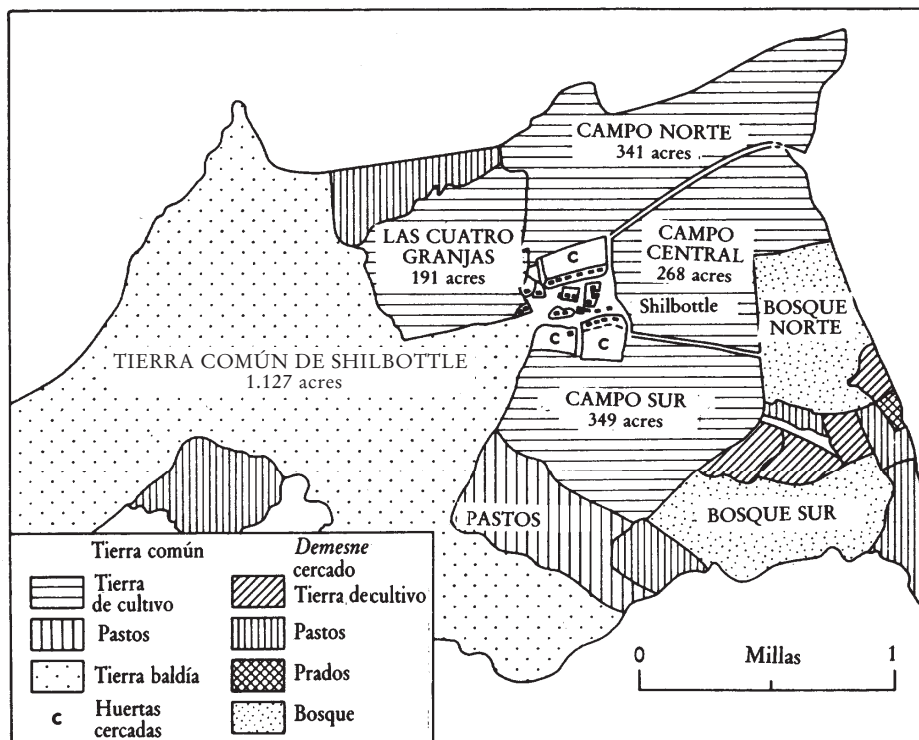 CAMPO NORTE
341 acres
LAS CUATRO
GRANJAS
191 acres
C
CAMPO
CENTRAL
268 acres
Shilbottle
BOSQUE
NORTE
C
C
TIERRA COMÚN DE SHILBOTTLE
1.127 acres
CAMPO SUR
349 acres
PASTOS
BOSQUE SUR
Tierra común
Tierra
de cultivo
Pastos
Tierra baldía
C
Huertas
cercadas
Demesne
cercado
Tierra de cultivo
Pastos
Prados
Bosque
0
Millas
1